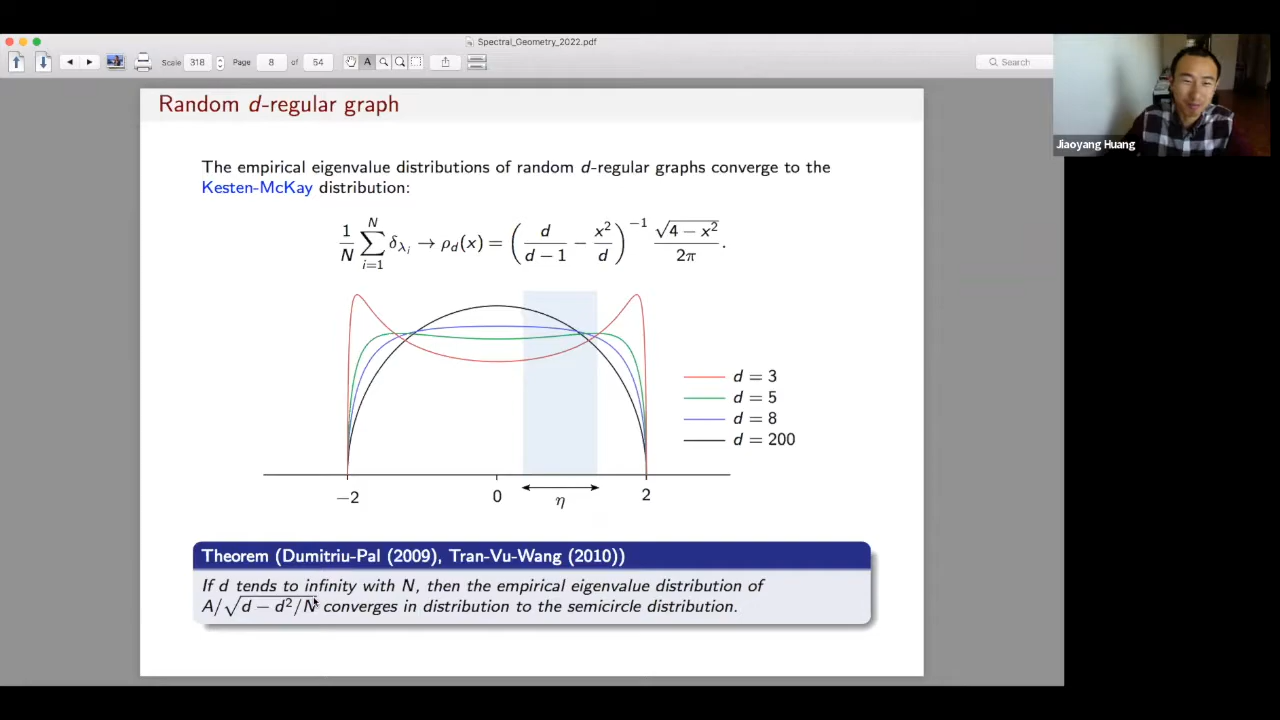 Spectral_Geometry_2022.pdf
Scale 318 Page 8 of 54 A Search
Random d-regular graph
Jiaoyang Huang
The empirical eigenvalue distributions of random d-regular graphs converge to the
Kesten-McKay distribution:
1/N ∑_{i=1}^{N} δ_{λ_i} → ρ_d(x) = (d/(d − 1) − x²/d)^{−1} √(4 − x²)/2π.
d = 3
d = 5
d = 8
d = 200
−2 0 2
η
Theorem (Dumitriu-Pal (2009), Tran-Vu-Wang (2010))
If d tends to infinity with N, then the empirical eigenvalue distribution of
A/√(d − d²/N) converges in distribution to the semicircle distribution.